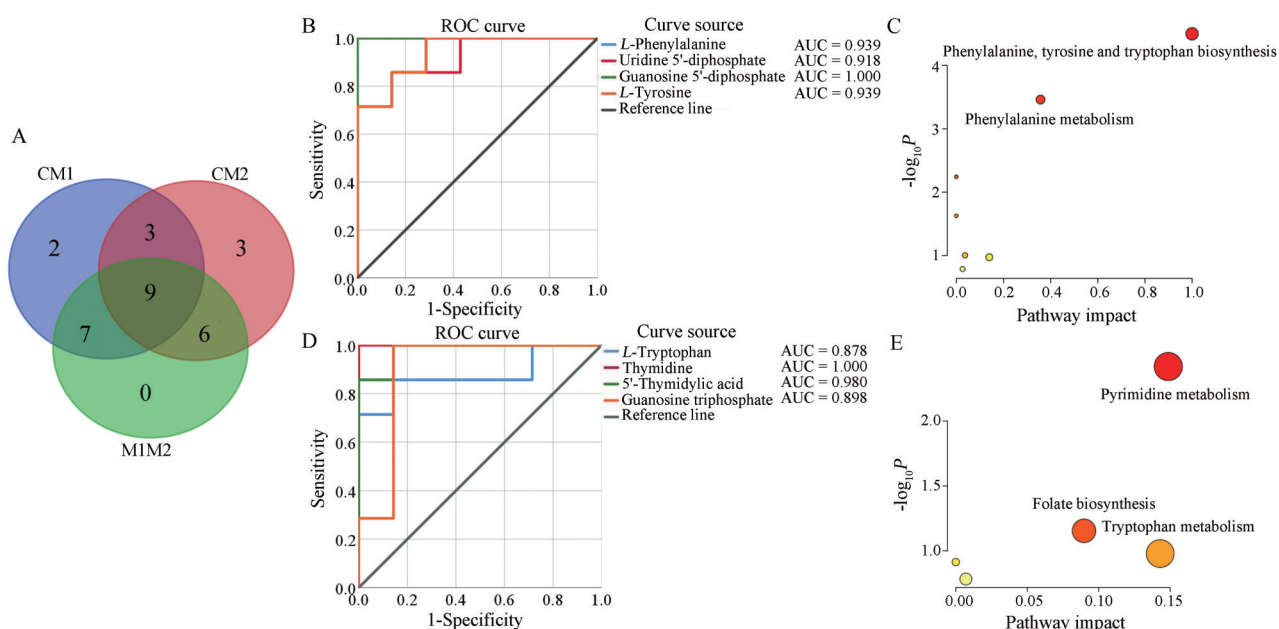 A
CM1
CM2
2
3
3
9
7
6
0
M1M2
B
ROC curve
Curve source
L-Phenylalanine AUC = 0.939
Uridine 5'-diphosphate AUC = 0.918
Guanosine 5'-diphosphate AUC = 1.000
L-Tyrosine AUC = 0.939
Reference line
Sensitivity
1.0
0.8
0.6
0.4
0.2
0.0
0.2 0.4 0.6 0.8 1.0
1-Specificity
C
Phenylalanine, tyrosine and tryptophan biosynthesis
Phenylalanine metabolism
-log10P
4
3
2
1
0.0 0.2 0.4 0.6 0.8 1.0
Pathway impact
D
ROC curve
Curve source
L-Tryptophan AUC = 0.878
Thymidine AUC = 1.000
5'-Thymidylic acid AUC = 0.980
Guanosine triphosphate AUC = 0.898
Reference line
Sensitivity
1.0
0.8
0.6
0.4
0.2
0.0
0.2 0.4 0.6 0.8 1.0
1-Specificity
E
Pyrimidine metabolism
Folate biosynthesis
Tryptophan metabolism
-log10P
2.0
1.5
1.0
0.00 0.05 0.10 0.15
Pathway impact